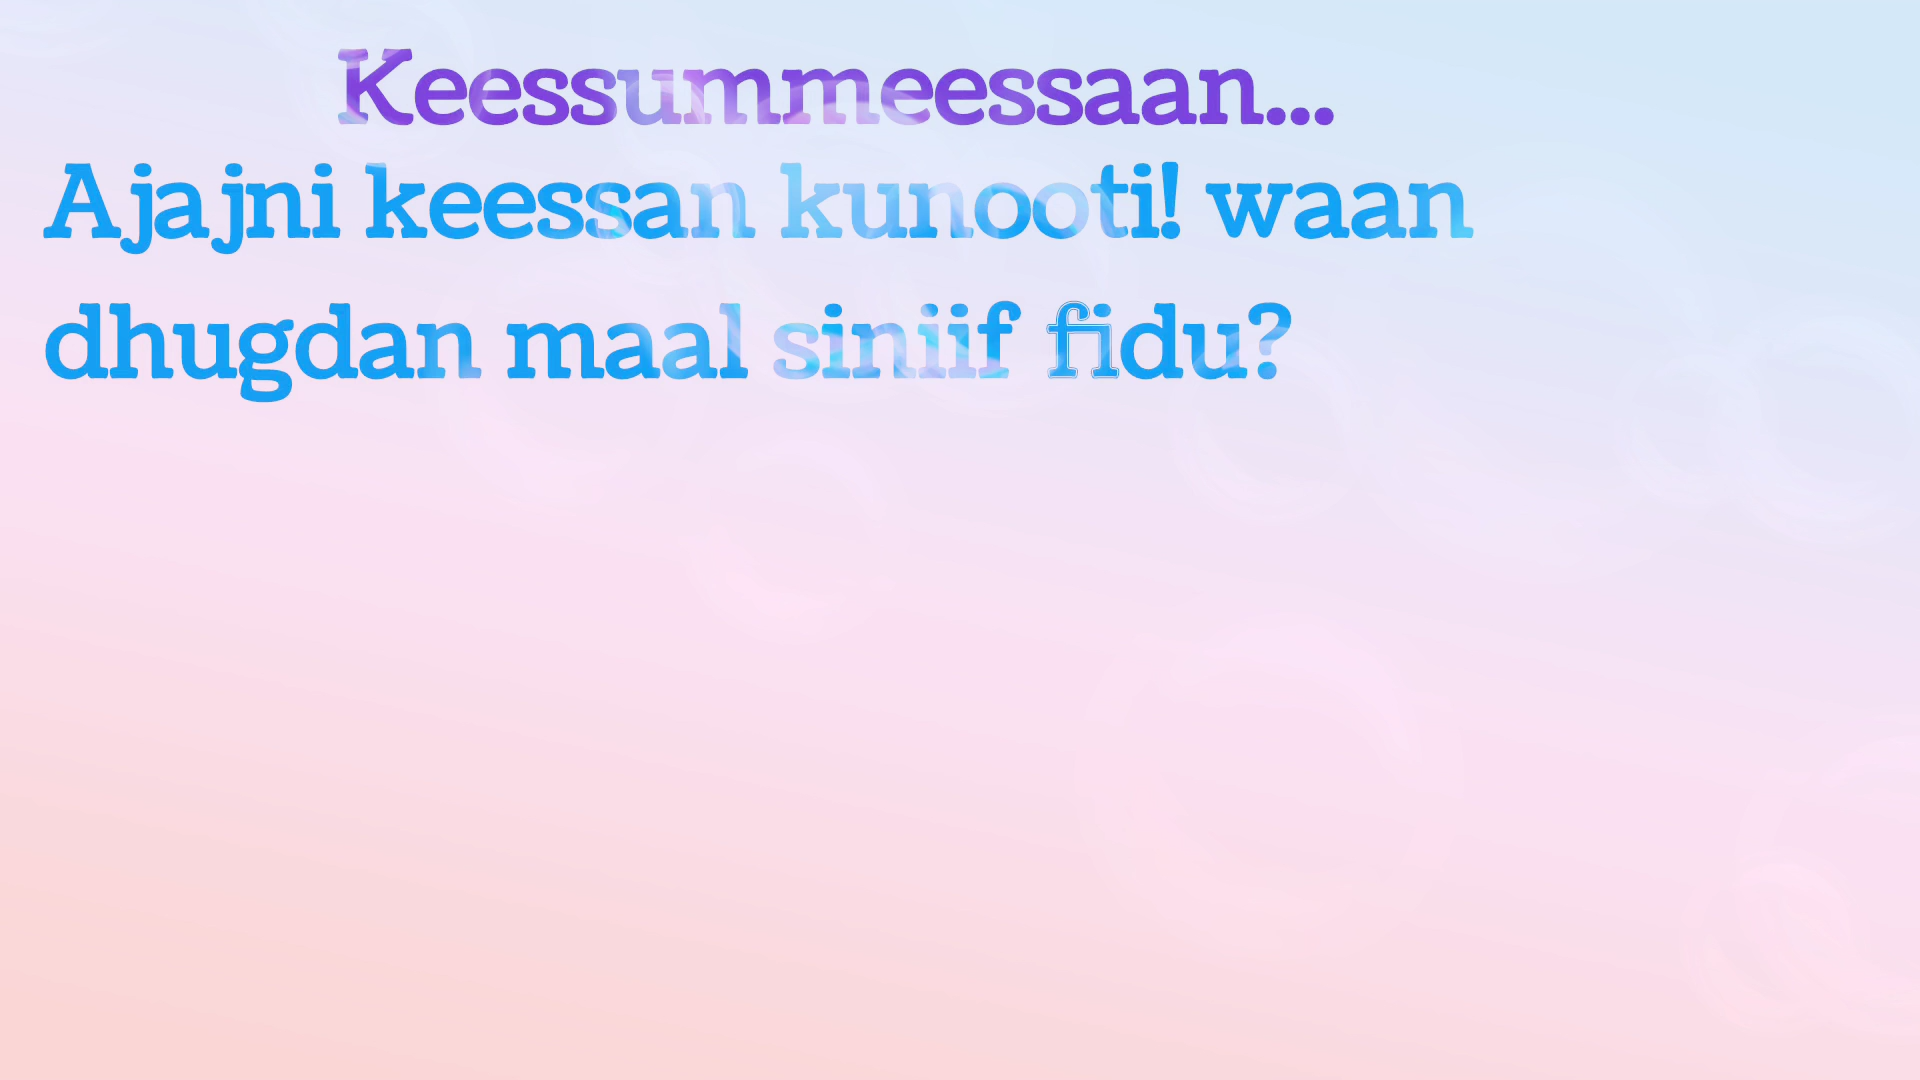 Keessummeessaan...
Ajajni keessan kunooti! waan
dhugdan maal siniif fidu?